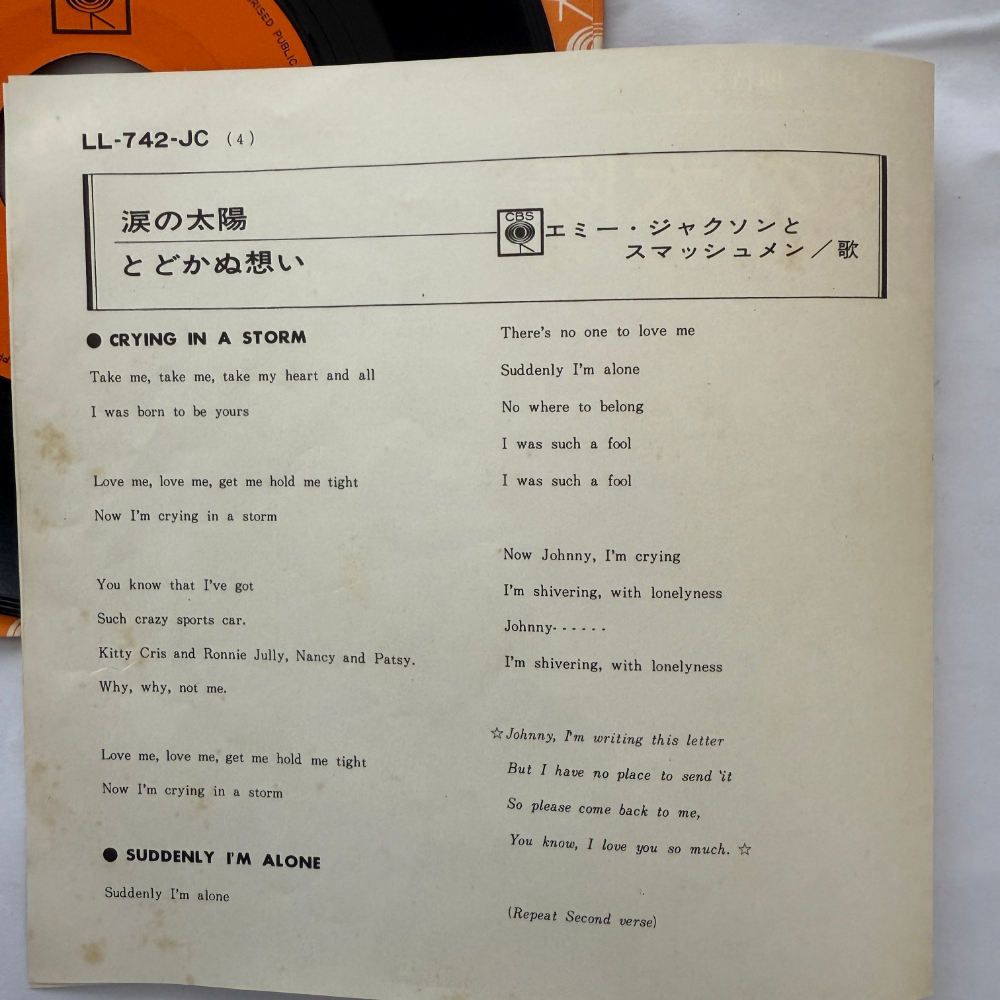 RISED PUBLIC
LL-742-JC (4)
涙の太陽
とどかぬ想い
CBS
エミー・ジャクソンと
スマッシュメン／歌
● CRYING IN A STORM
Take me, take me, take my heart and all
I was born to be yours
Love me, love me, get me hold me tight
Now I'm crying in a storm
You know that I've got
Such crazy sports car.
Kitty Cris and Ronnie Jully, Nancy and Patsy.
Why, why, not me.
Love me, love me, get me hold me tight
Now I'm crying in a storm
● SUDDENLY I'M ALONE
Suddenly I'm alone
There's no one to love me
Suddenly I'm alone
No where to belong
I was such a fool
I was such a fool
Now Johnny, I'm crying
I'm shivering, with lonelyness
Johnny- - - - - -
I'm shivering, with lonelyness
☆Johnny, I'm writing this letter
But I have no place to send 'it
So please come back to me,
You know, I love you so much. ☆
(Repeat Second verse)